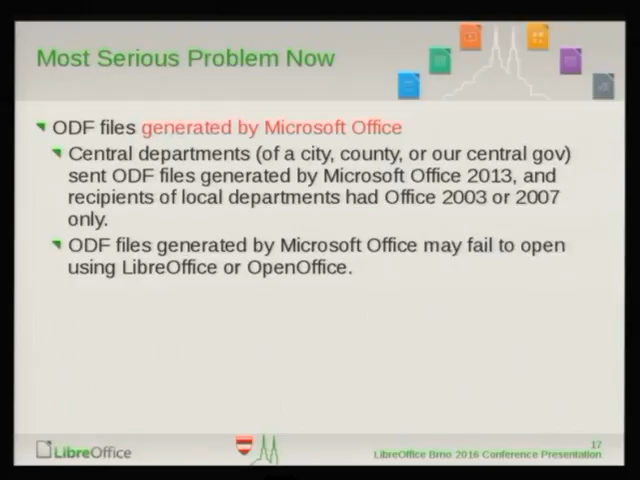 Most Serious Problem Now
ODF files generated by Microsoft Office
Central departments (of a city, county, or our central gov)
sent ODF files generated by Microsoft Office 2013, and
recipients of local departments had Office 2003 or 2007
only.
ODF files generated by Microsoft Office may fail to open
using LibreOffice or OpenOffice.
LibreOffice
17
LibreOffice Brno 2016 Conference Presentation